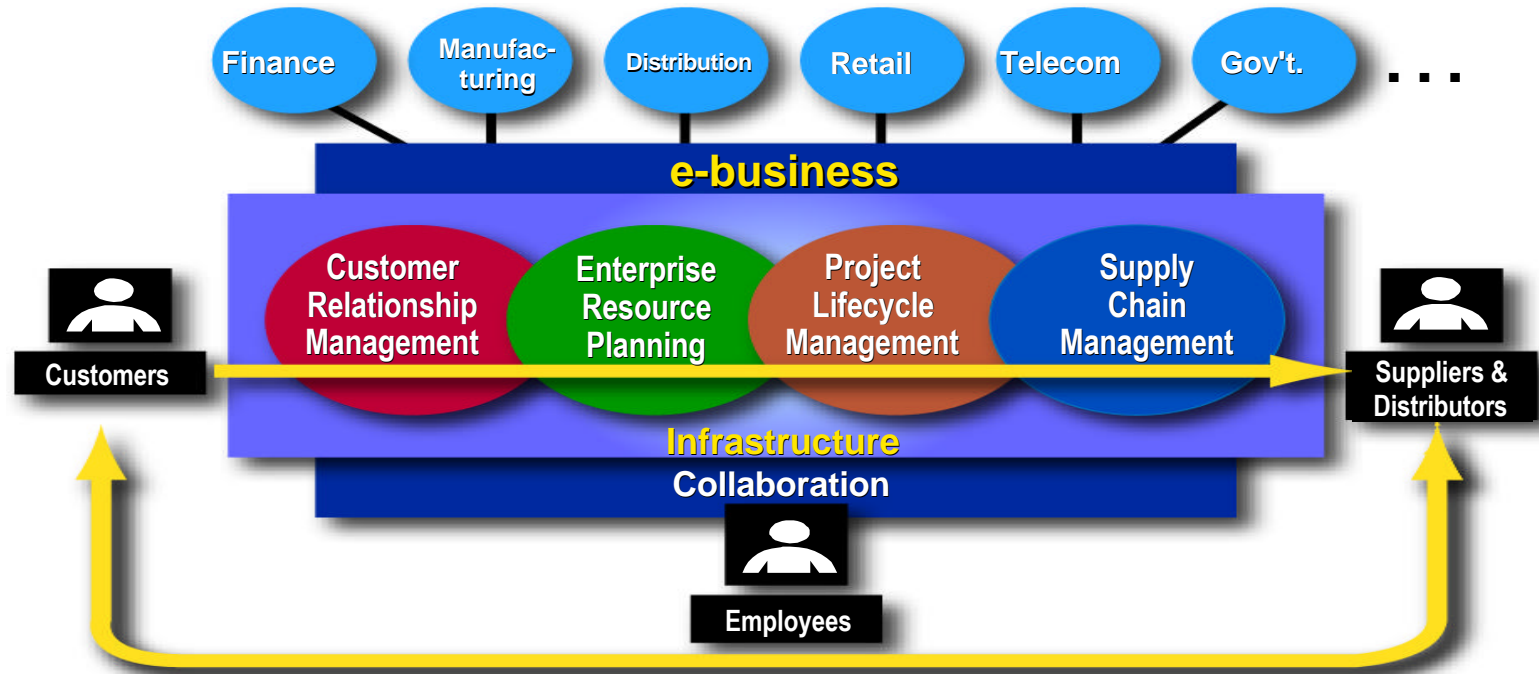 Finance
Manufac-
turing
Distribution
Retail
Telecom
Gov't.
. . .
e-business
Customer
Relationship
Management
Enterprise
Resource
Planning
Project
Lifecycle
Management
Supply
Chain
Management
Customers
Suppliers &
Distributors
Infrastructure
Collaboration
Employees